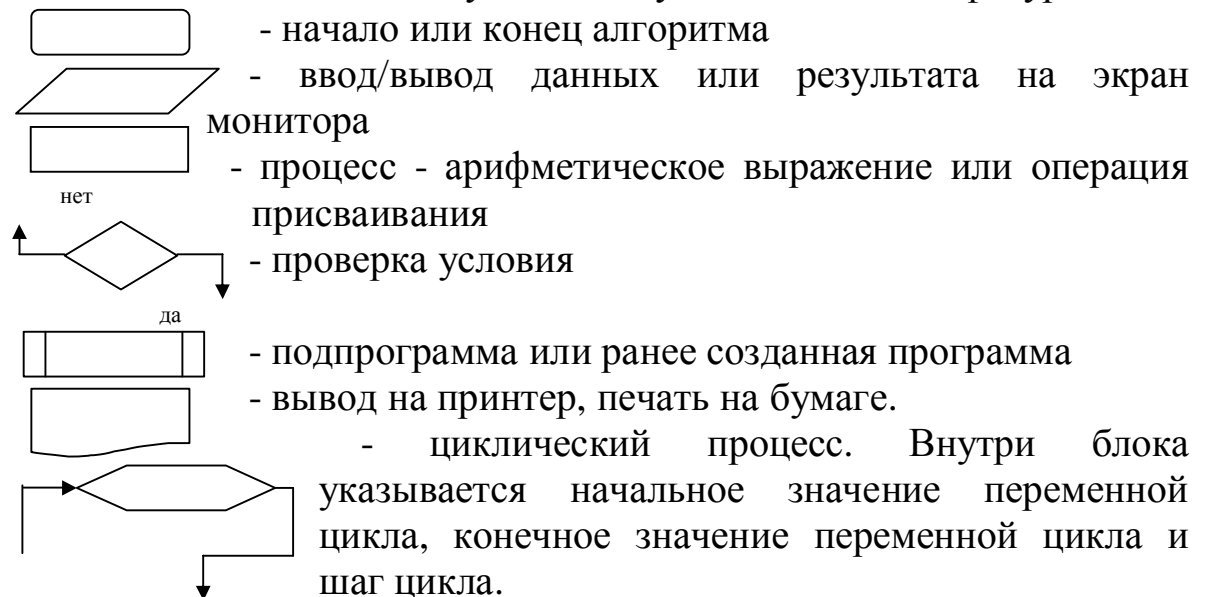 - начало или конец алгоритма
- ввод/вывод данных или результата на экран
монитора
- процесс - арифметическое выражение или операция
присваивания
нет
- проверка условия
да
- подпрограмма или ранее созданная программа
- вывод на принтер, печать на бумаге.
- циклический процесс. Внутри блока
указывается начальное значение переменной
цикла, конечное значение переменной цикла и
шаг цикла.